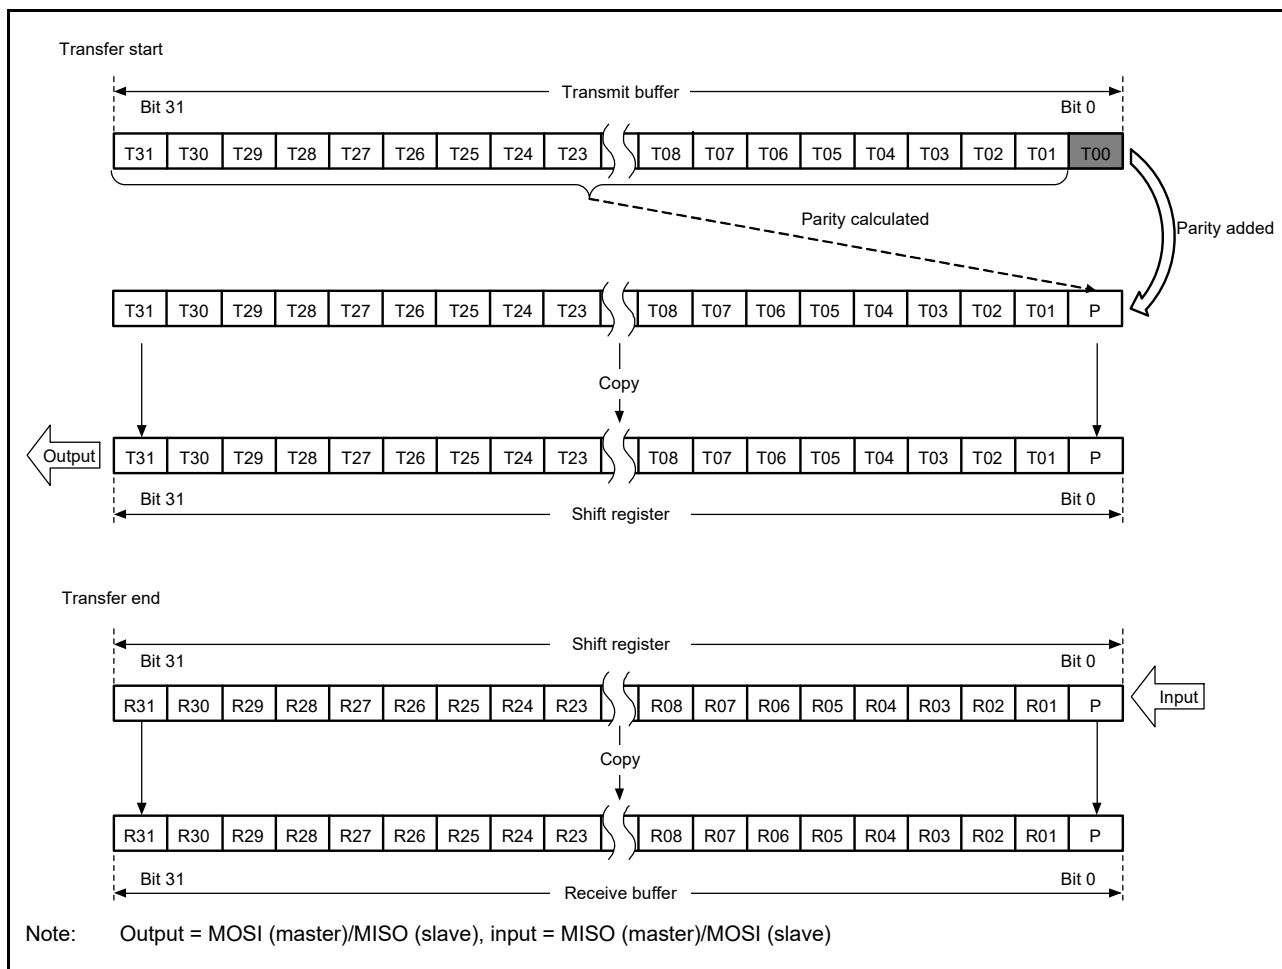 Transfer start
Transmit buffer
Bit 31 Bit 0
T31 T30 T29 T28 T27 T26 T25 T24 T23 T08 T07 T06 T05 T04 T03 T02 T01 T00
Parity calculated
Parity added
T31 T30 T29 T28 T27 T26 T25 T24 T23 T08 T07 T06 T05 T04 T03 T02 T01 P
Copy
Output
T31 T30 T29 T28 T27 T26 T25 T24 T23 T08 T07 T06 T05 T04 T03 T02 T01 P
Bit 31 Bit 0
Shift register
Transfer end
Shift register
Bit 31 Bit 0
R31 R30 R29 R28 R27 R26 R25 R24 R23 R08 R07 R06 R05 R04 R03 R02 R01 P
Input
Copy
R31 R30 R29 R28 R27 R26 R25 R24 R23 R08 R07 R06 R05 R04 R03 R02 R01 P
Bit 31 Bit 0
Receive buffer
Note: Output = MOSI (master)/MISO (slave), input = MISO (master)/MOSI (slave)